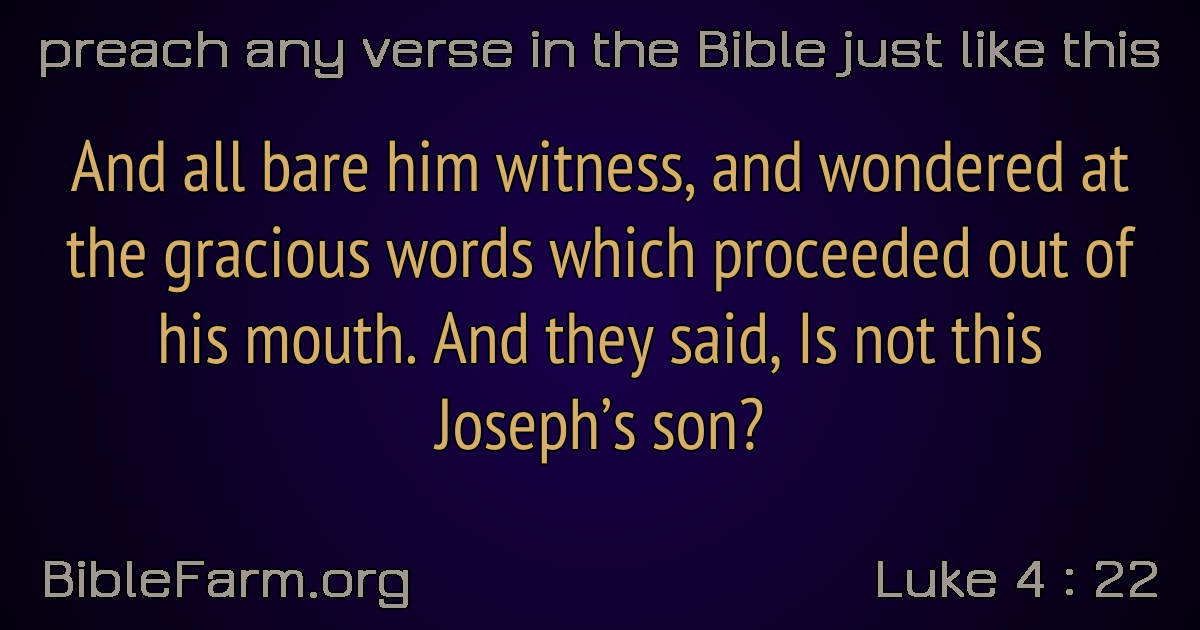 preach any verse in the Bible just like this
And all bare him witness, and wondered at
the gracious words which proceeded out of
his mouth. And they said, Is not this
Joseph’s son?
BibleFarm.org
Luke 4 : 22